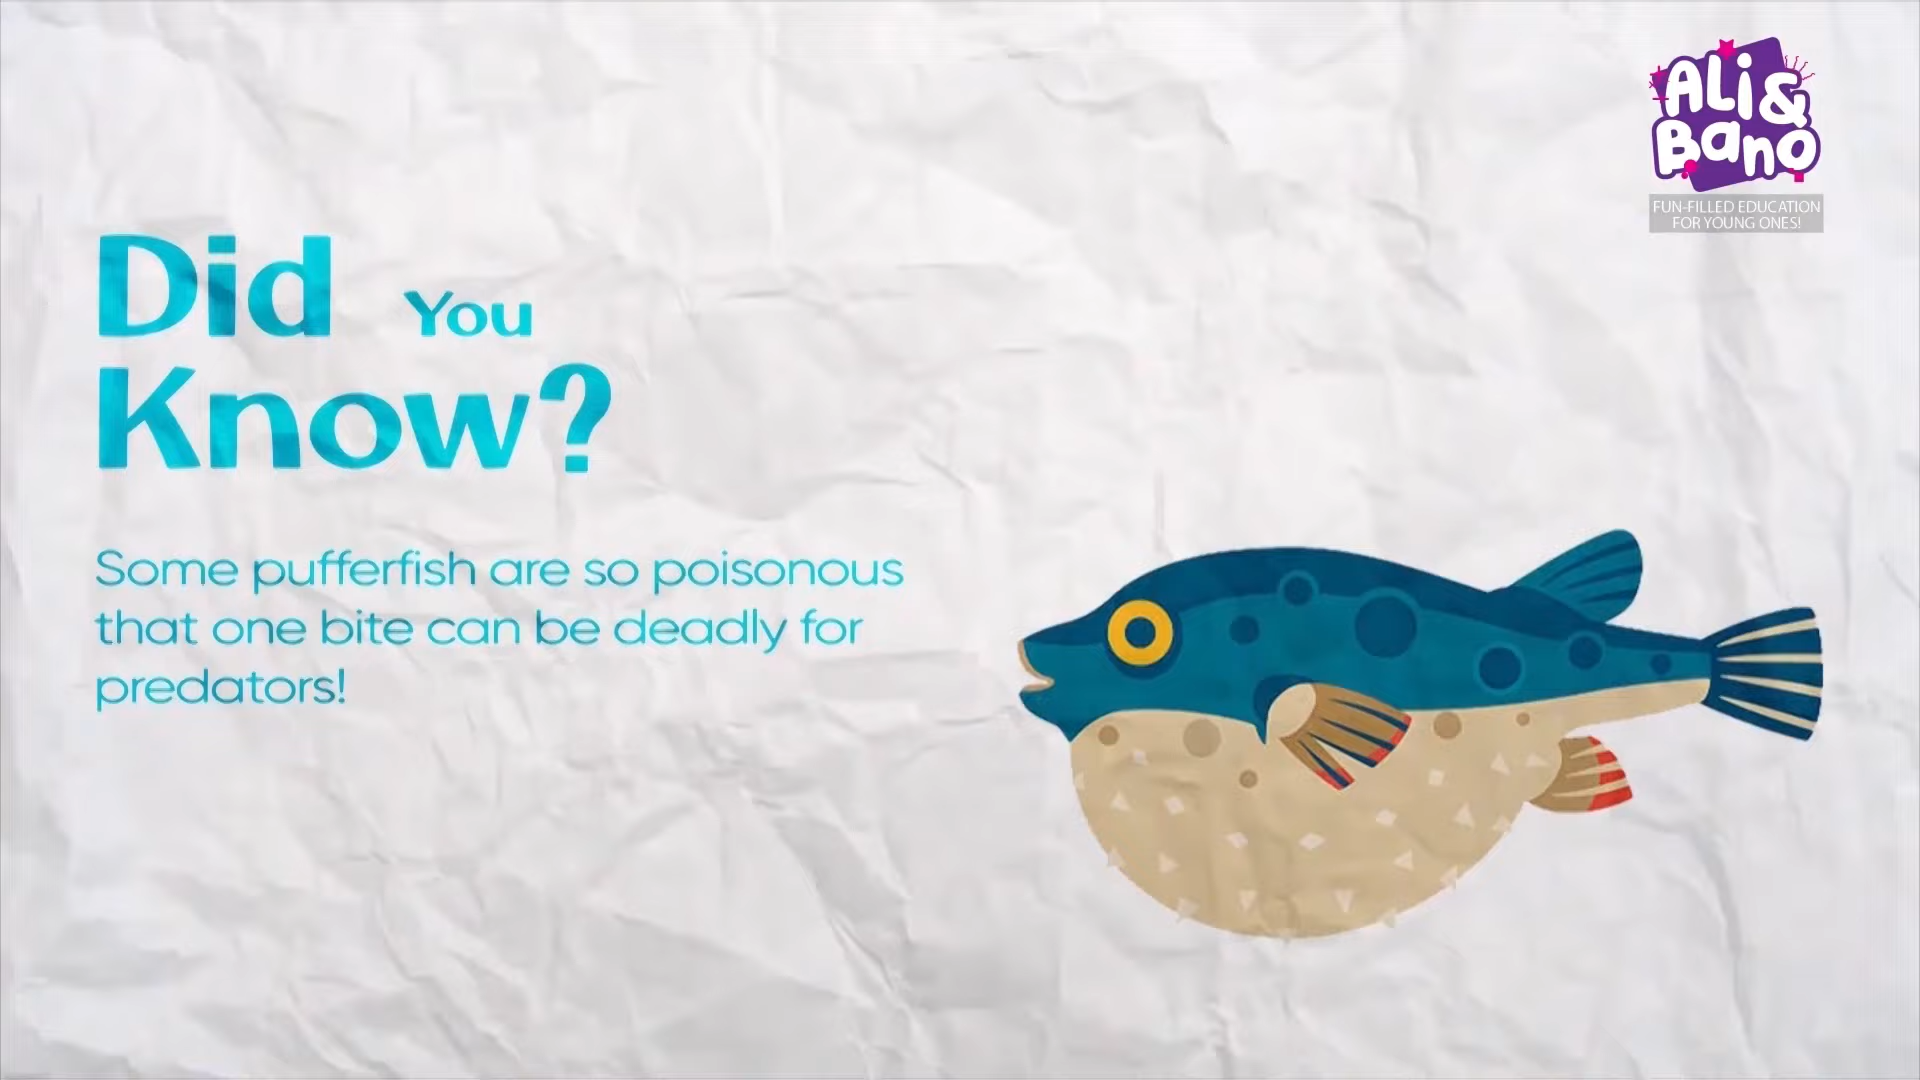 Ali &
Bano
FUN-FILLED EDUCATION
FOR YOUNG ONES!
Did You
Know?
Some pufferfish are so poisonous
that one bite can be deadly for
predators!